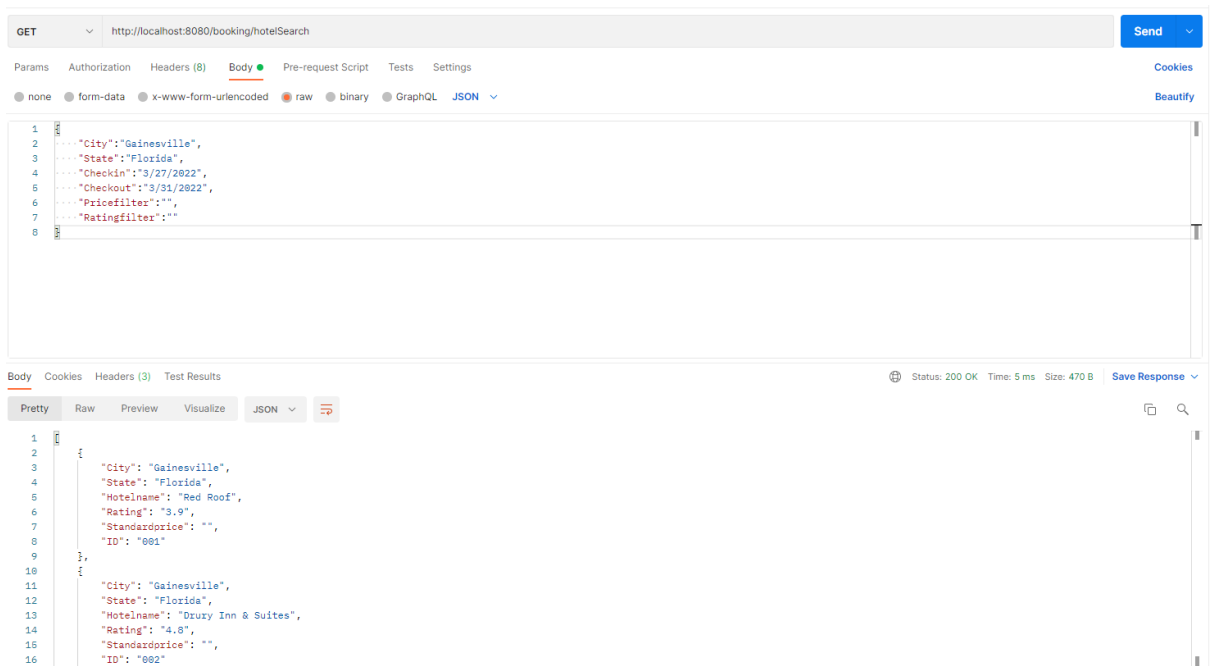 GET http://localhost:8080/booking/hotelSearch Send
Params Authorization Headers (8) Body Pre-request Script Tests Settings Cookies
none form-data x-www-form-urlencoded raw binary GraphQL JSON Beautify
1 {
2 ····"City":"Gainesville",
3 ····"State":"Florida",
4 ····"Checkin":"3/27/2022",
5 ····"Checkout":"3/31/2022",
6 ····"Pricefilter":"",
7 ····"Ratingfilter":""
8 }
Body Cookies Headers (3) Test Results Status: 200 OK Time: 5 ms Size: 470 B Save Response
Pretty Raw Preview Visualize JSON
1 [
2 {
3 "City": "Gainesville",
4 "State": "Florida",
5 "Hotelname": "Red Roof",
6 "Rating": "3.9",
7 "Standardprice": "",
8 "ID": "001"
9 },
10 {
11 "City": "Gainesville",
12 "State": "Florida",
13 "Hotelname": "Drury Inn & Suites",
14 "Rating": "4.8",
15 "Standardprice": "",
16 "ID": "002"